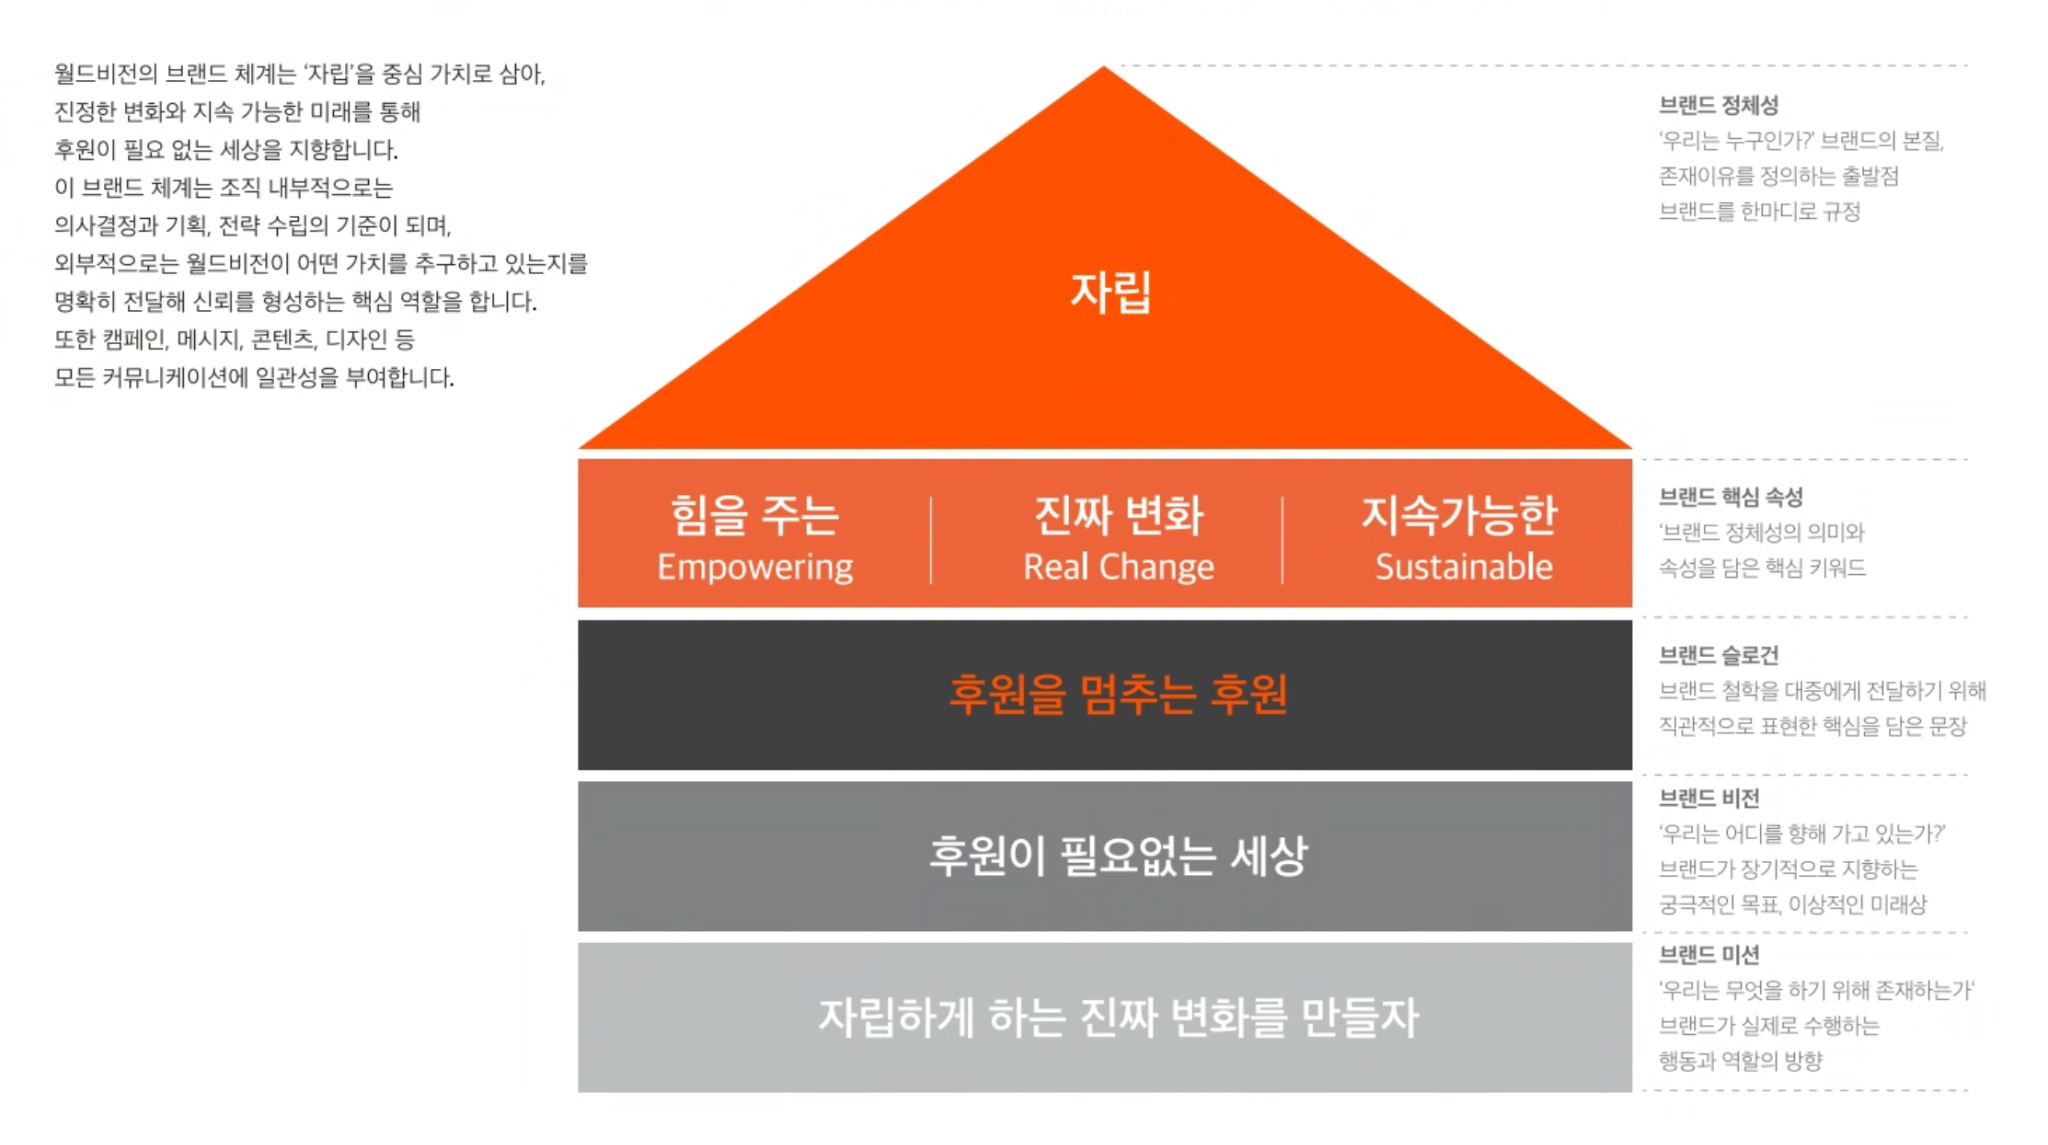 월드비전의 브랜드 체계는 ‘자립’을 중심 가치로 삼아,
진정한 변화와 지속 가능한 미래를 통해
후원이 필요 없는 세상을 지향합니다.
이 브랜드 체계는 조직 내부적으로는
의사결정과 기획, 전략 수립의 기준이 되며,
외부적으로는 월드비전이 어떤 가치를 추구하고 있는지를
명확히 전달해 신뢰를 형성하는 핵심 역할을 합니다.
또한 캠페인, 메시지, 콘텐츠, 디자인 등
모든 커뮤니케이션에 일관성을 부여합니다.
자립
브랜드 정체성
‘우리는 누구인가?’ 브랜드의 본질,
존재이유를 정의하는 출발점
브랜드를 한마디로 규정
힘을 주는
Empowering
진짜 변화
Real Change
지속가능한
Sustainable
브랜드 핵심 속성
‘브랜드 정체성의 의미와
속성을 담은 핵심 키워드
후원을 멈추는 후원
브랜드 슬로건
브랜드 철학을 대중에게 전달하기 위해
직관적으로 표현한 핵심을 담은 문장
후원이 필요없는 세상
브랜드 비전
‘우리는 어디를 향해 가고 있는가?’
브랜드가 장기적으로 지향하는
궁극적인 목표, 이상적인 미래상
자립하게 하는 진짜 변화를 만들자
브랜드 미션
‘우리는 무엇을 하기 위해 존재하는가‘
브랜드가 실제로 수행하는
행동과 역할의 방향